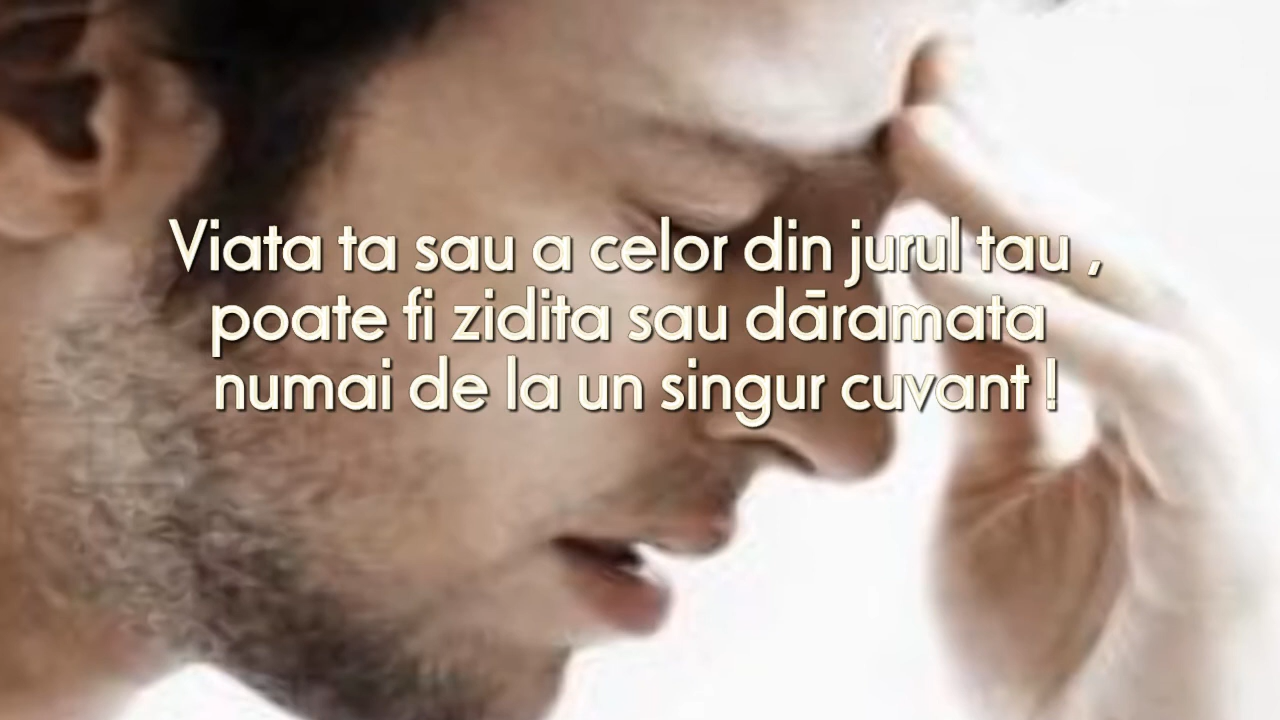 Viata ta sau a celor din jurul tau ,
poate fi zidita sau dāramata
numai de la un singur cuvant !